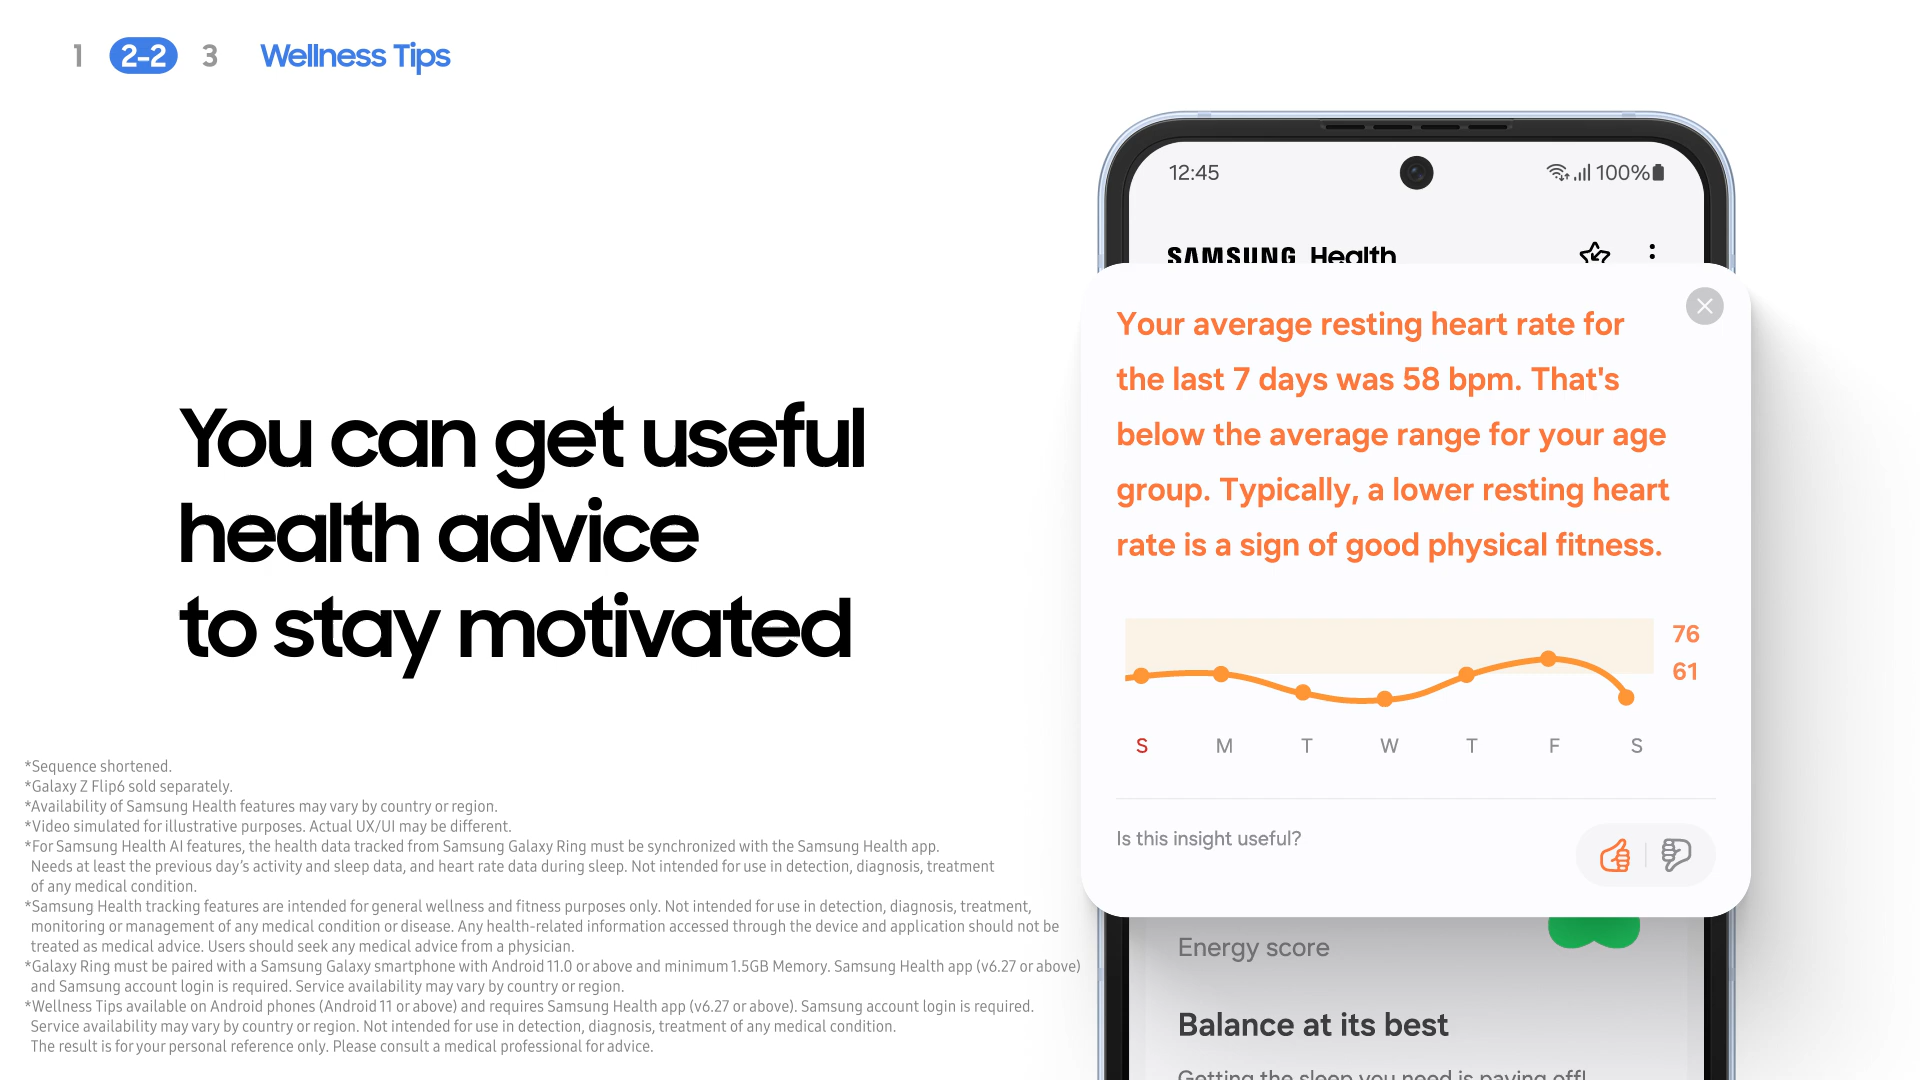 1 2-2 3 Wellness Tips
12:45 100%
SAMSUNG Health
Your average resting heart rate for
the last 7 days was 58 bpm. That's
below the average range for your age
group. Typically, a lower resting heart
rate is a sign of good physical fitness.
You can get useful
health advice
to stay motivated
76
61
S M T W T F S
Is this insight useful?
Energy score
Balance at its best
Getting the sleep you need is paying off!
*Sequence shortened.
*Galaxy Z Flip6 sold separately.
*Availability of Samsung Health features may vary by country or region.
*Video simulated for illustrative purposes. Actual UX/UI may be different.
*For Samsung Health AI features, the health data tracked from Samsung Galaxy Ring must be synchronized with the Samsung Health app.
Needs at least the previous day's activity and sleep data, and heart rate data during sleep. Not intended for use in detection, diagnosis, treatment
of any medical condition.
*Samsung Health tracking features are intended for general wellness and fitness purposes only. Not intended for use in detection, diagnosis, treatment,
monitoring or management of any medical condition or disease. Any health-related information accessed through the device and application should not be
treated as medical advice. Users should seek any medical advice from a physician.
*Galaxy Ring must be paired with a Samsung Galaxy smartphone with Android 11.0 or above and minimum 1.5GB Memory. Samsung Health app (v6.27 or above)
and Samsung account login is required. Service availability may vary by country or region.
*Wellness Tips available on Android phones (Android 11 or above) and requires Samsung Health app (v6.27 or above). Samsung account login is required.
Service availability may vary by country or region. Not intended for use in detection, diagnosis, treatment of any medical condition.
The result is for your personal reference only. Please consult a medical professional for advice.